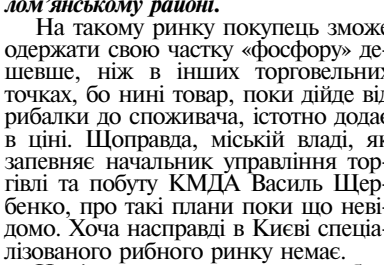 лом’янському районі.
На такому ринку покупець зможе
одержати свою частку «фосфору» де-
шевше, ніж в інших торговельних
точках, бо нині товар, поки дійде від
рибалки до споживача, істотно додає
в ціні. Щоправда, міській владі, як
запевняє начальник управління тор-
гівлі та побуту КМДА Василь Щер-
бенко, про такі плани поки що неві-
домо. Хоча насправді в Києві спеціа-
лізованого рибного ринку немає.